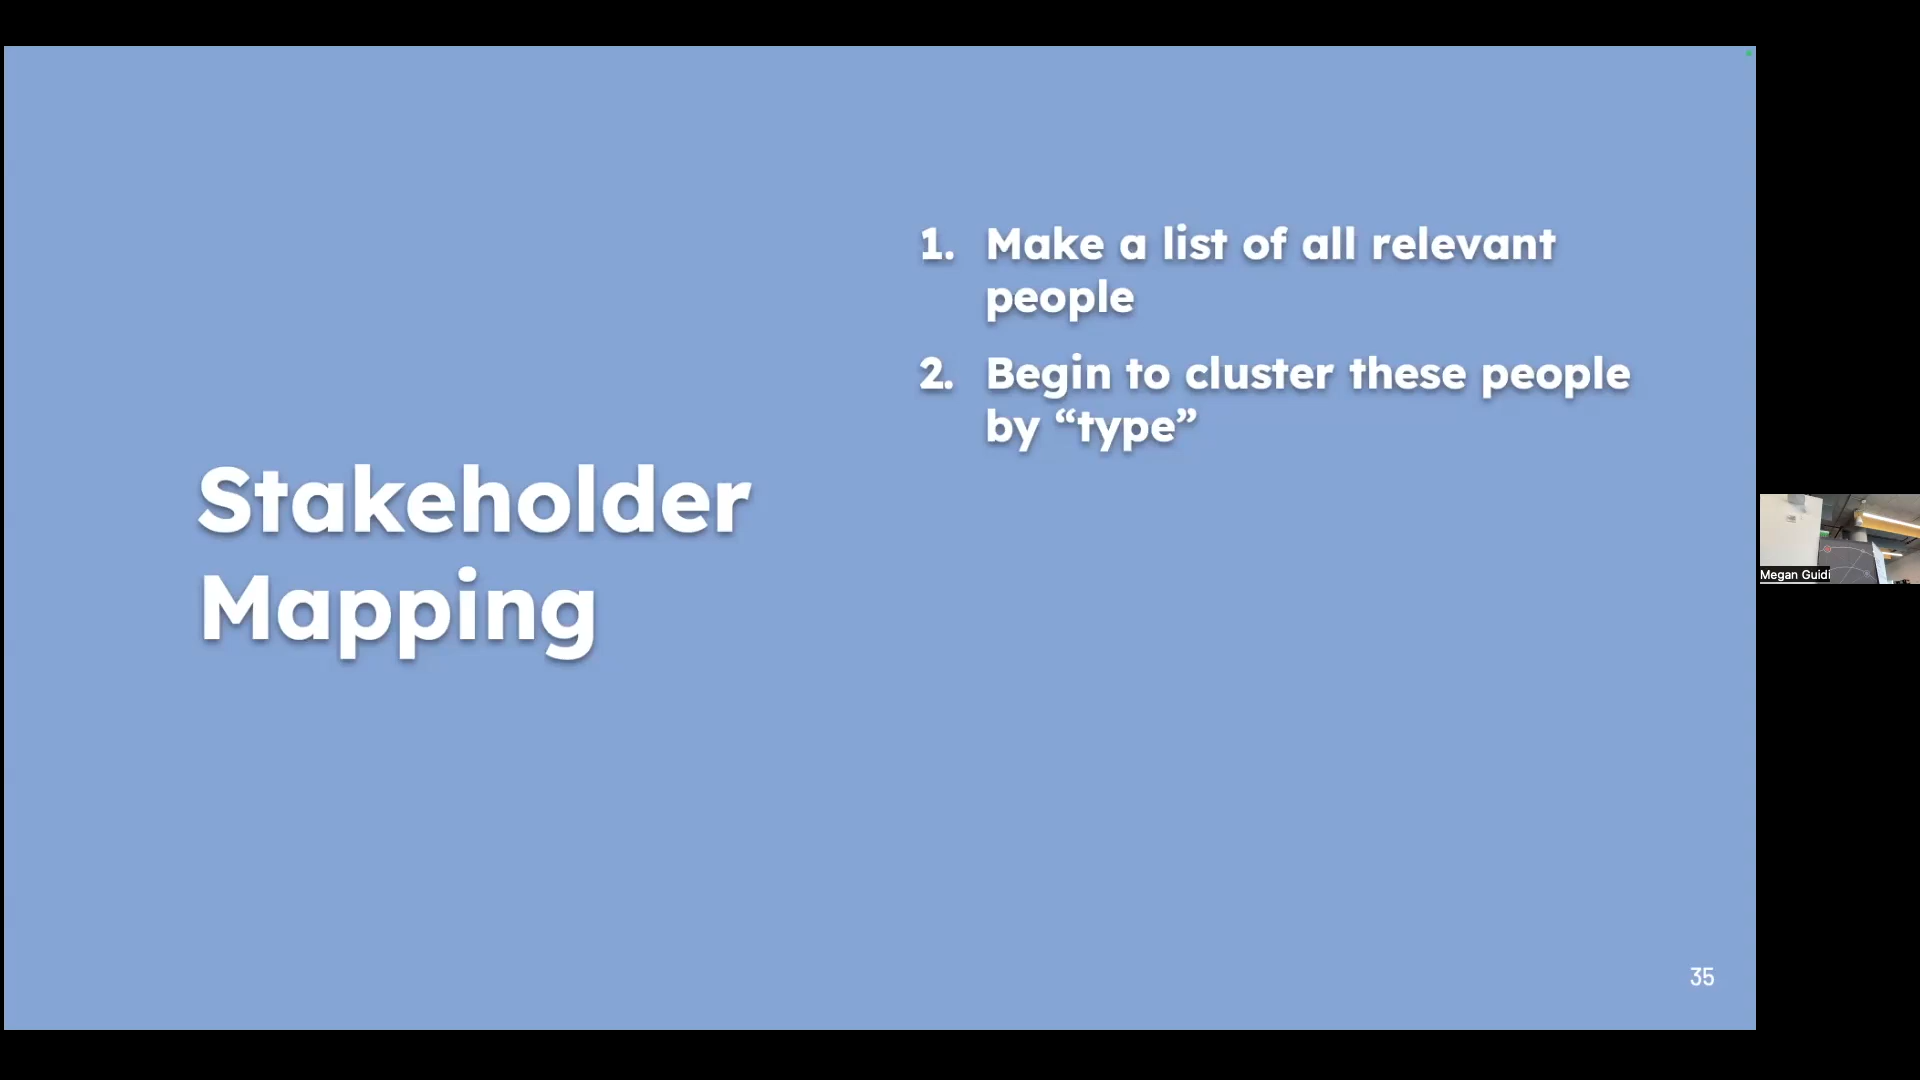 Stakeholder
Mapping
1. Make a list of all relevant
people
2. Begin to cluster these people
by “type”
35
Megan Guidi